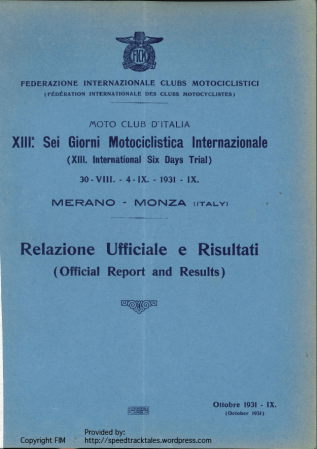 FICM
FEDERAZIONE INTERNAZIONALE CLUBS MOTOCICLISTICI
(FÉDÉRATION INTERNATIONALE DES CLUBS MOTOCYCLISTES)
MOTO CLUB D'ITALIA
XIII.ª Sei Giorni Motociclistica Internazionale
(XIII. International Six Days Trial)
30 - VIII. - 4 - IX. - 1931 - IX.
MERANO - MONZA (ITALY)
Relazione Ufficiale e Risultati
(Official Report and Results)
Ottobre 1931 - IX.
(October 1931)
Provided by:
Copyright FIM http://speedtracktales.wordpress.com